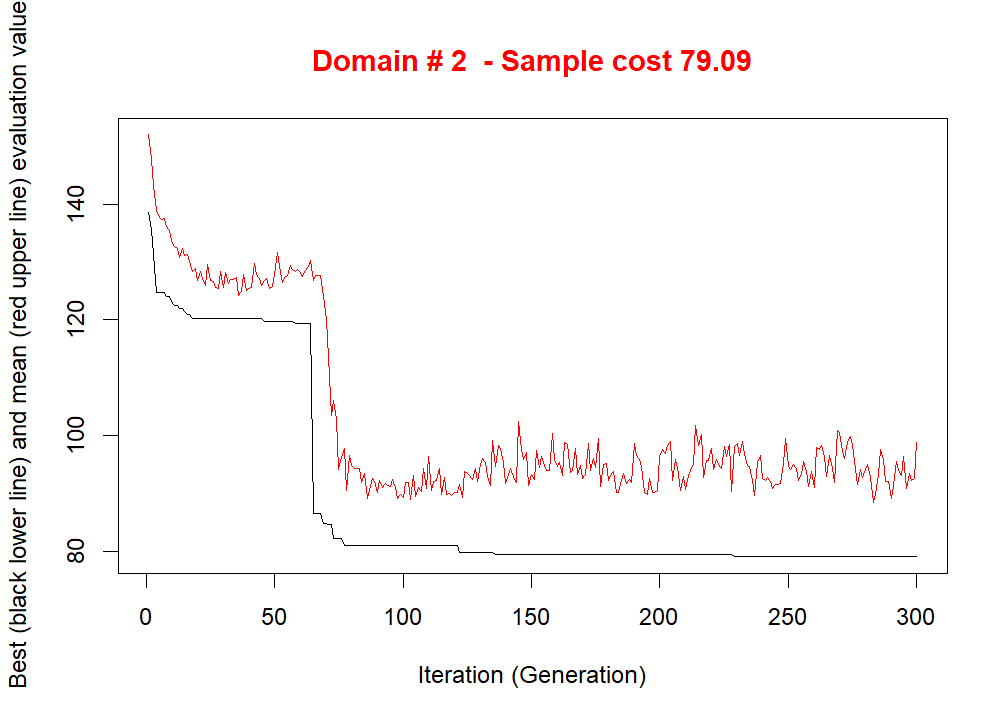 Domain # 2 - Sample cost 79.09
Best (black lower line) and mean (red upper line) evaluation value
140
120
100
80
0 50 100 150 200 250 300
Iteration (Generation)